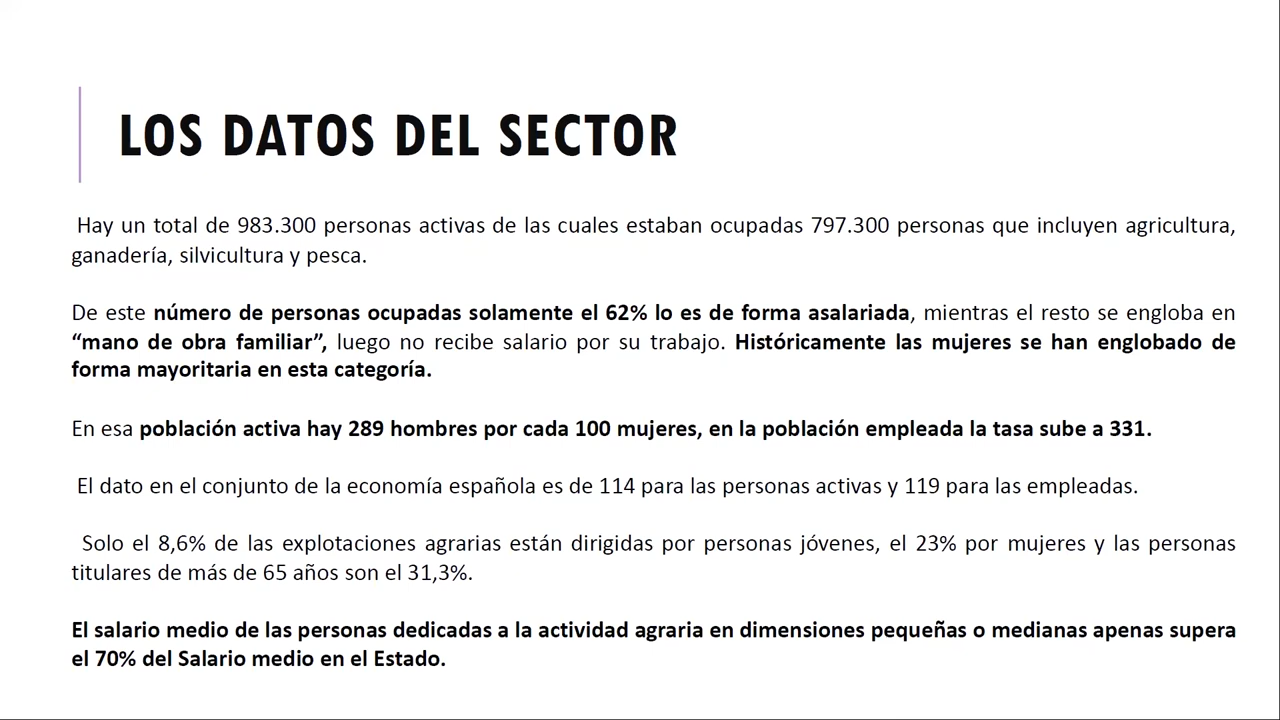 LOS DATOS DEL SECTOR
Hay un total de 983.300 personas activas de las cuales estaban ocupadas 797.300 personas que incluyen agricultura,
ganadería, silvicultura y pesca.
De este número de personas ocupadas solamente el 62% lo es de forma asalariada, mientras el resto se engloba en
“mano de obra familiar”, luego no recibe salario por su trabajo. Históricamente las mujeres se han englobado de
forma mayoritaria en esta categoría.
En esa población activa hay 289 hombres por cada 100 mujeres, en la población empleada la tasa sube a 331.
El dato en el conjunto de la economía española es de 114 para las personas activas y 119 para las empleadas.
Solo el 8,6% de las explotaciones agrarias están dirigidas por personas jóvenes, el 23% por mujeres y las personas
titulares de más de 65 años son el 31,3%.
El salario medio de las personas dedicadas a la actividad agraria en dimensiones pequeñas o medianas apenas supera
el 70% del Salario medio en el Estado.